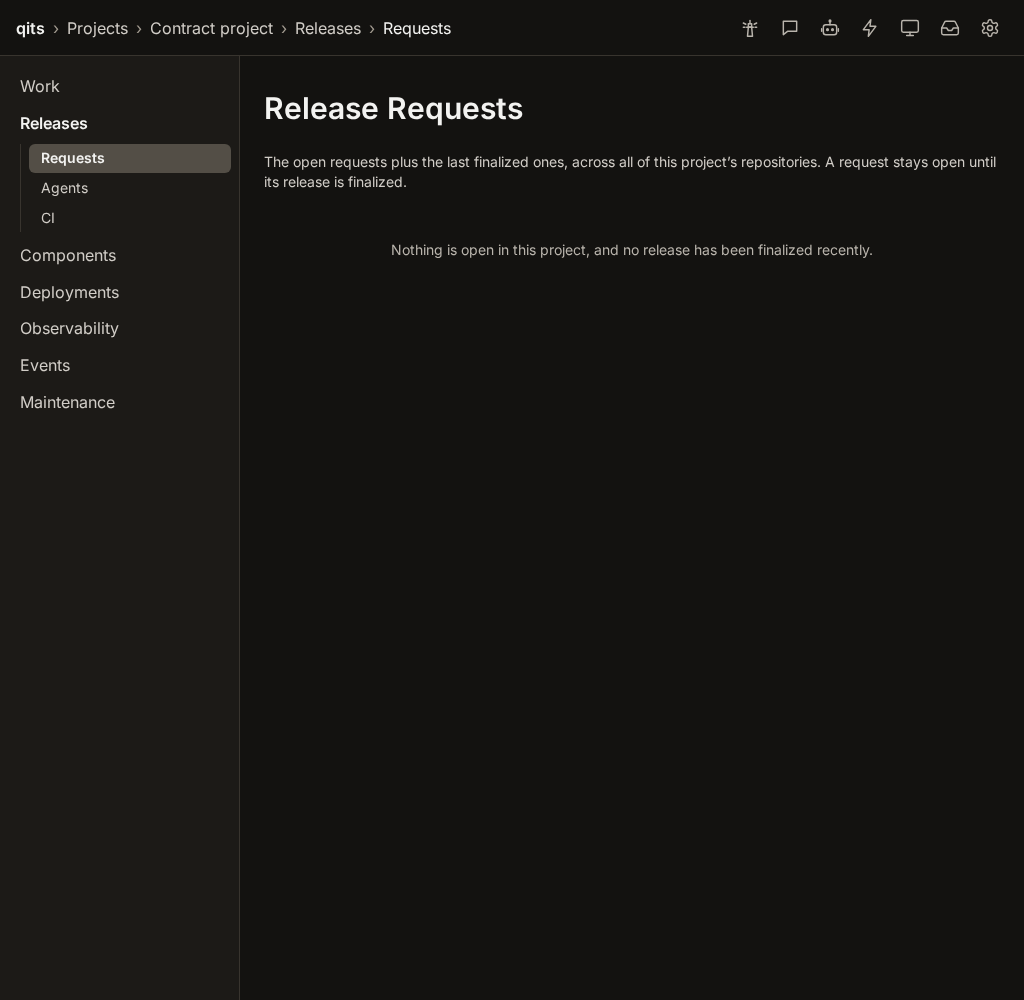 qits › Projects › Contract project › Releases › Requests
Work
Releases
Requests
Agents
CI
Components
Deployments
Observability
Events
Maintenance
Release Requests
The open requests plus the last finalized ones, across all of this project’s repositories. A request stays open until
its release is finalized.
Nothing is open in this project, and no release has been finalized recently.